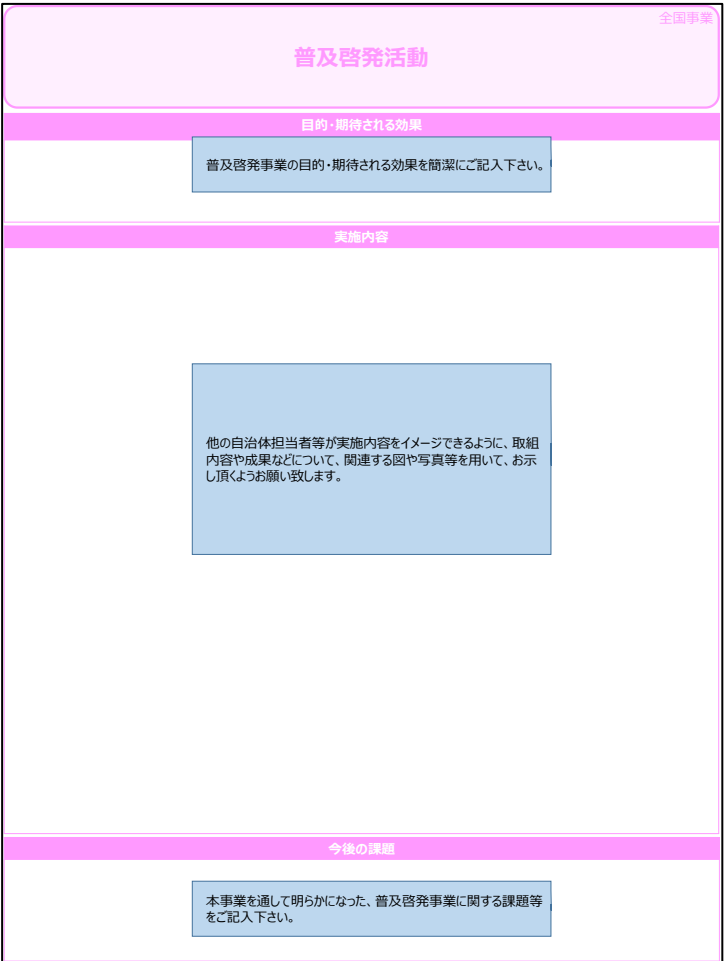 全国事業
普及啓発活動
目的・期待される効果
普及啓発事業の目的・期待される効果を簡潔にご記入下さい。
実施内容
他の自治体担当者等が実施内容をイメージできるように、取組
内容や成果などについて、関連する図や写真等を用いて、お示
し頂くようお願い致します。
今後の課題
本事業を通して明らかになった、普及啓発事業に関する課題等
をご記入下さい。